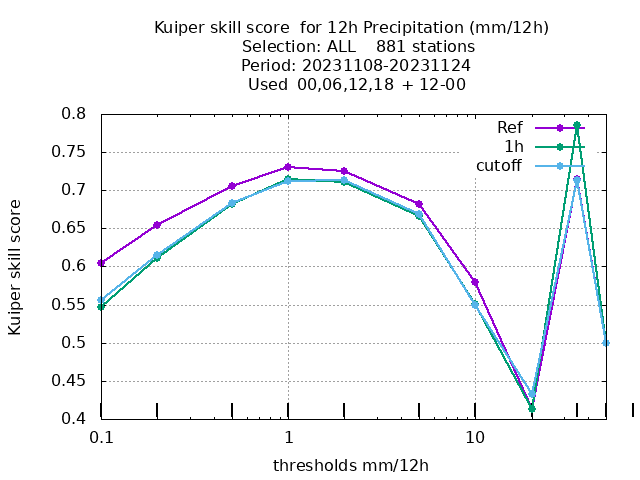 Kuiper skill score  for 12h Precipitation (mm/12h)
Selection: ALL    881 stations
Period: 20231108-20231124
Used  00,06,12,18  + 12-00
Ref
1h
cutoff
0.8
0.75
0.7
0.65
0.6
0.55
0.5
0.45
0.4
Kuiper skill score
0.1
1
10
thresholds mm/12h